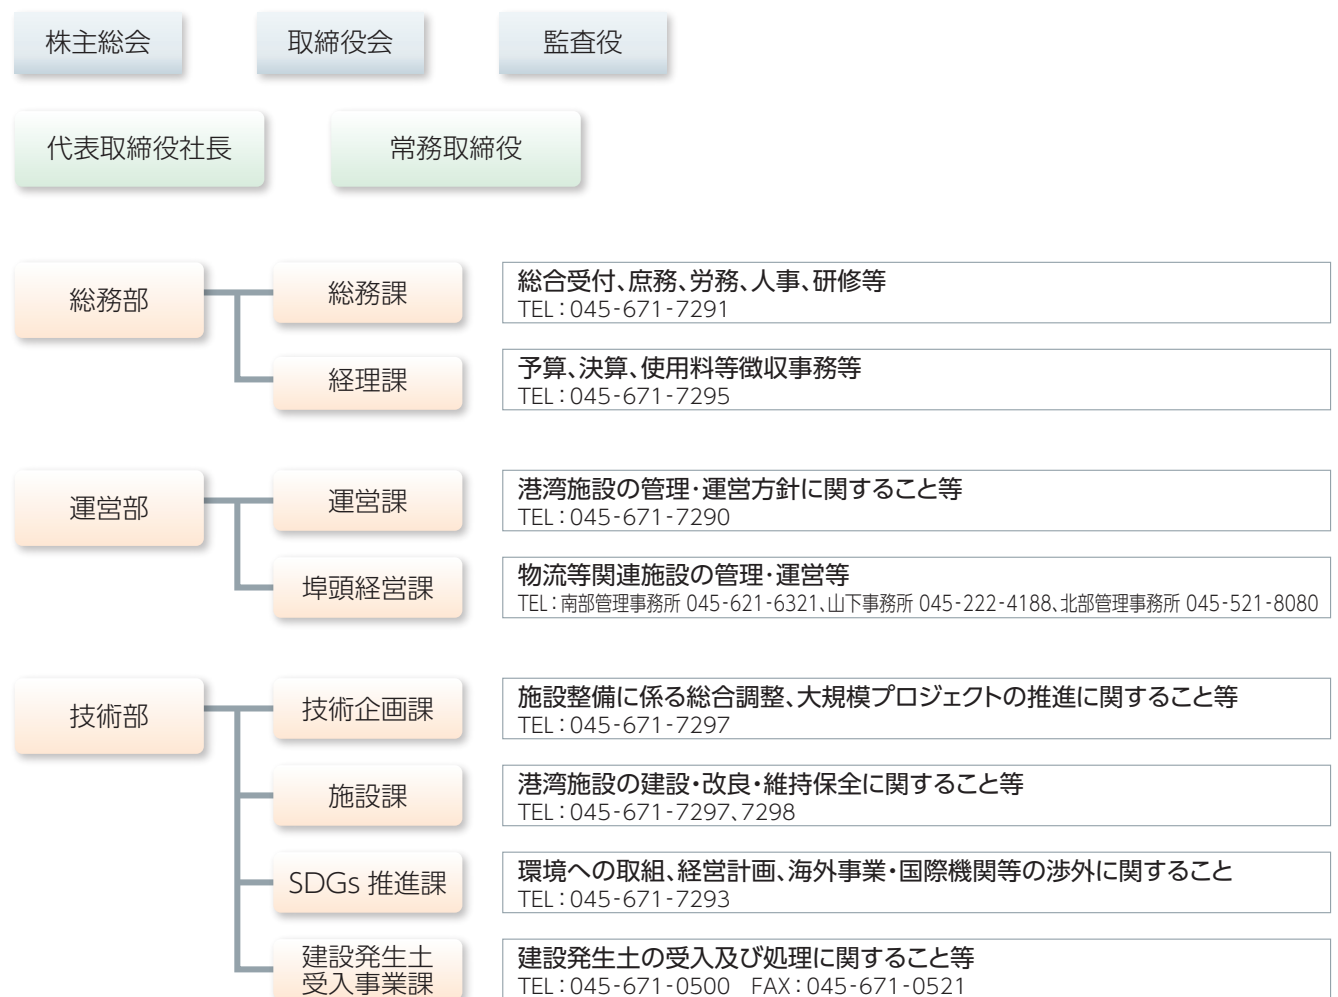 株主総会
取締役会
監査役
代表取締役社長
常務取締役
総務部
総務課
総合受付、庶務、労務、人事、研修等
TEL：045-671-7291
経理課
予算、決算、使用料等徴収事務等
TEL：045-671-7295
運営部
運営課
港湾施設の管理・運営方針に関すること等
TEL：045-671-7290
埠頭経営課
物流等関連施設の管理・運営等
TEL：南部管理事務所 045-621-6321、山下事務所 045-222-4188、北部管理事務所 045-521-8080
技術部
技術企画課
施設整備に係る総合調整、大規模プロジェクトの推進に関すること等
TEL：045-671-7297
施設課
港湾施設の建設・改良・維持保全に関すること等
TEL：045-671-7297、7298
SDGs 推進課
環境への取組、経営計画、海外事業・国際機関等の渉外に関すること
TEL：045-671-7293
建設発生土
受入事業課
建設発生土の受入及び処理に関すること等
TEL：045-671-0500　FAX：045-671-0521